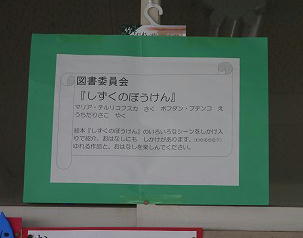 図書委員会
『しずくのぼうけん』
マリア・テルリコフスカ さく ボフダン・ブテンコ え
うちだりさこ やく
絵本『しずくのぼうけん』のいろいろなシーンをしかけ入
りで紹介。おはなしにも しかけがあります。
ゆれる作品と、おはなしを楽しんでください。